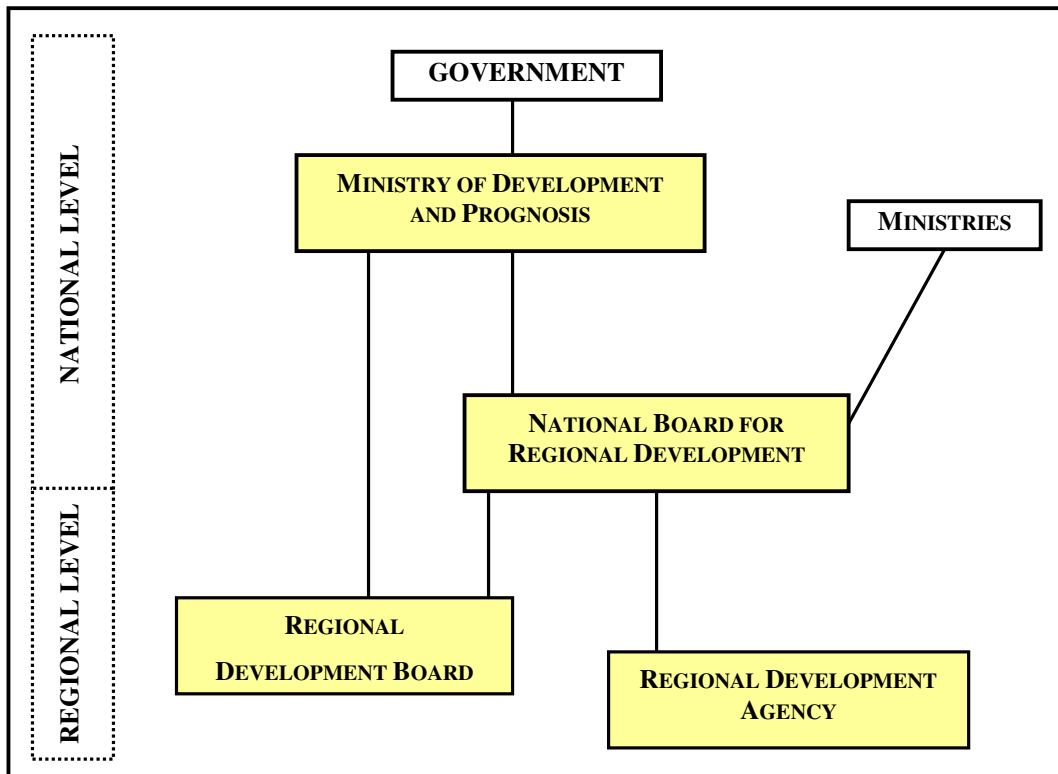 GOVERNMENT
MINISTRY OF DEVELOPMENT
AND PROGNOSIS
MINISTRIES
NATIONAL LEVEL
NATIONAL BOARD FOR
REGIONAL DEVELOPMENT
REGIONAL LEVEL
REGIONAL
DEVELOPMENT BOARD
REGIONAL DEVELOPMENT
AGENCY